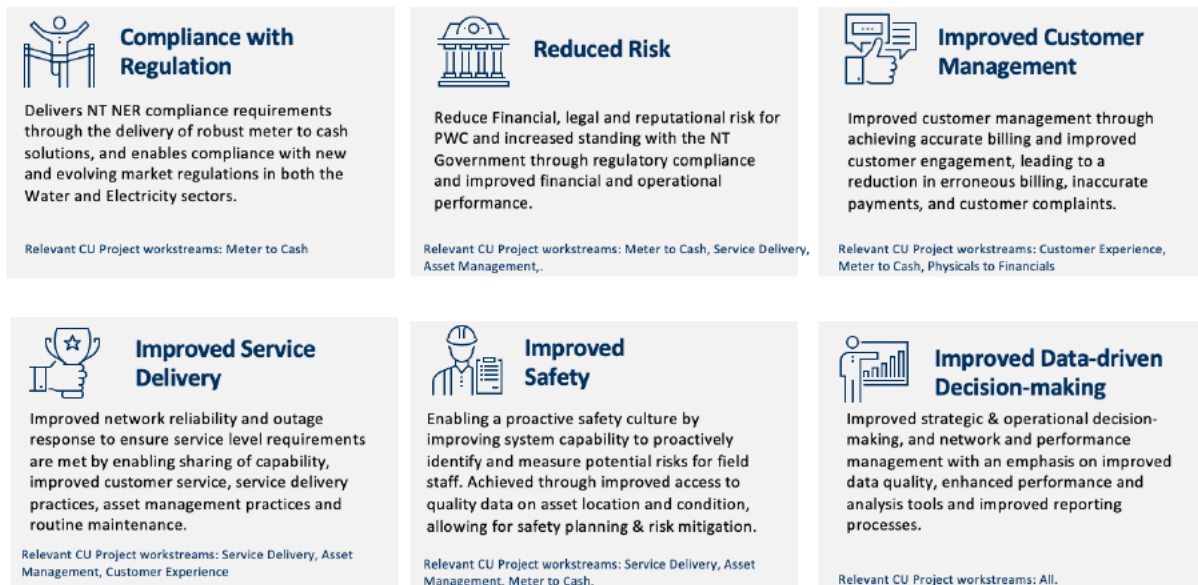 Compliance with
Regulation
Delivers NT NER compliance requirements
through the delivery of robust meter to cash
solutions, and enables compliance with new
and evolving market regulations in both the
Water and Electricity sectors.
Relevant CU Project workstreams: Meter to Cash
Reduced Risk
Reduce Financial, legal and reputational risk for
PWC and increased standing with the NT
Government through regulatory compliance
and improved financial and operational
performance.
Relevant CU Project workstreams: Meter to Cash, Service Delivery,
Asset Management,.
Improved Customer
Management
Improved customer management through
achieving accurate billing and improved
customer engagement, leading to a
reduction in erroneous billing, inaccurate
payments, and customer complaints.
Relevant CU Project workstreams: Customer Experience,
Meter to Cash, Physicals to Financials
Improved Service
Delivery
Improved network reliability and outage
response to ensure service level requirements
are met by enabling sharing of capability,
improved customer service, service delivery
practices, asset management practices and
routine maintenance.
Relevant CU Project workstreams: Service Delivery, Asset
Management, Customer Experience
Improved
Safety
Enabling a proactive safety culture by
improving system capability to proactively
identify and measure potential risks for field
staff. Achieved through improved access to
quality data on asset location and condition,
allowing for safety planning & risk mitigation.
Relevant CU Project workstreams: Service Delivery, Asset
Management, Meter to Cash.
Improved Data-driven
Decision-making
Improved strategic & operational decision-
making, and network and performance
management with an emphasis on improved
data quality, enhanced performance and
analysis tools and improved reporting
processes.
Relevant CU Project workstreams: All.